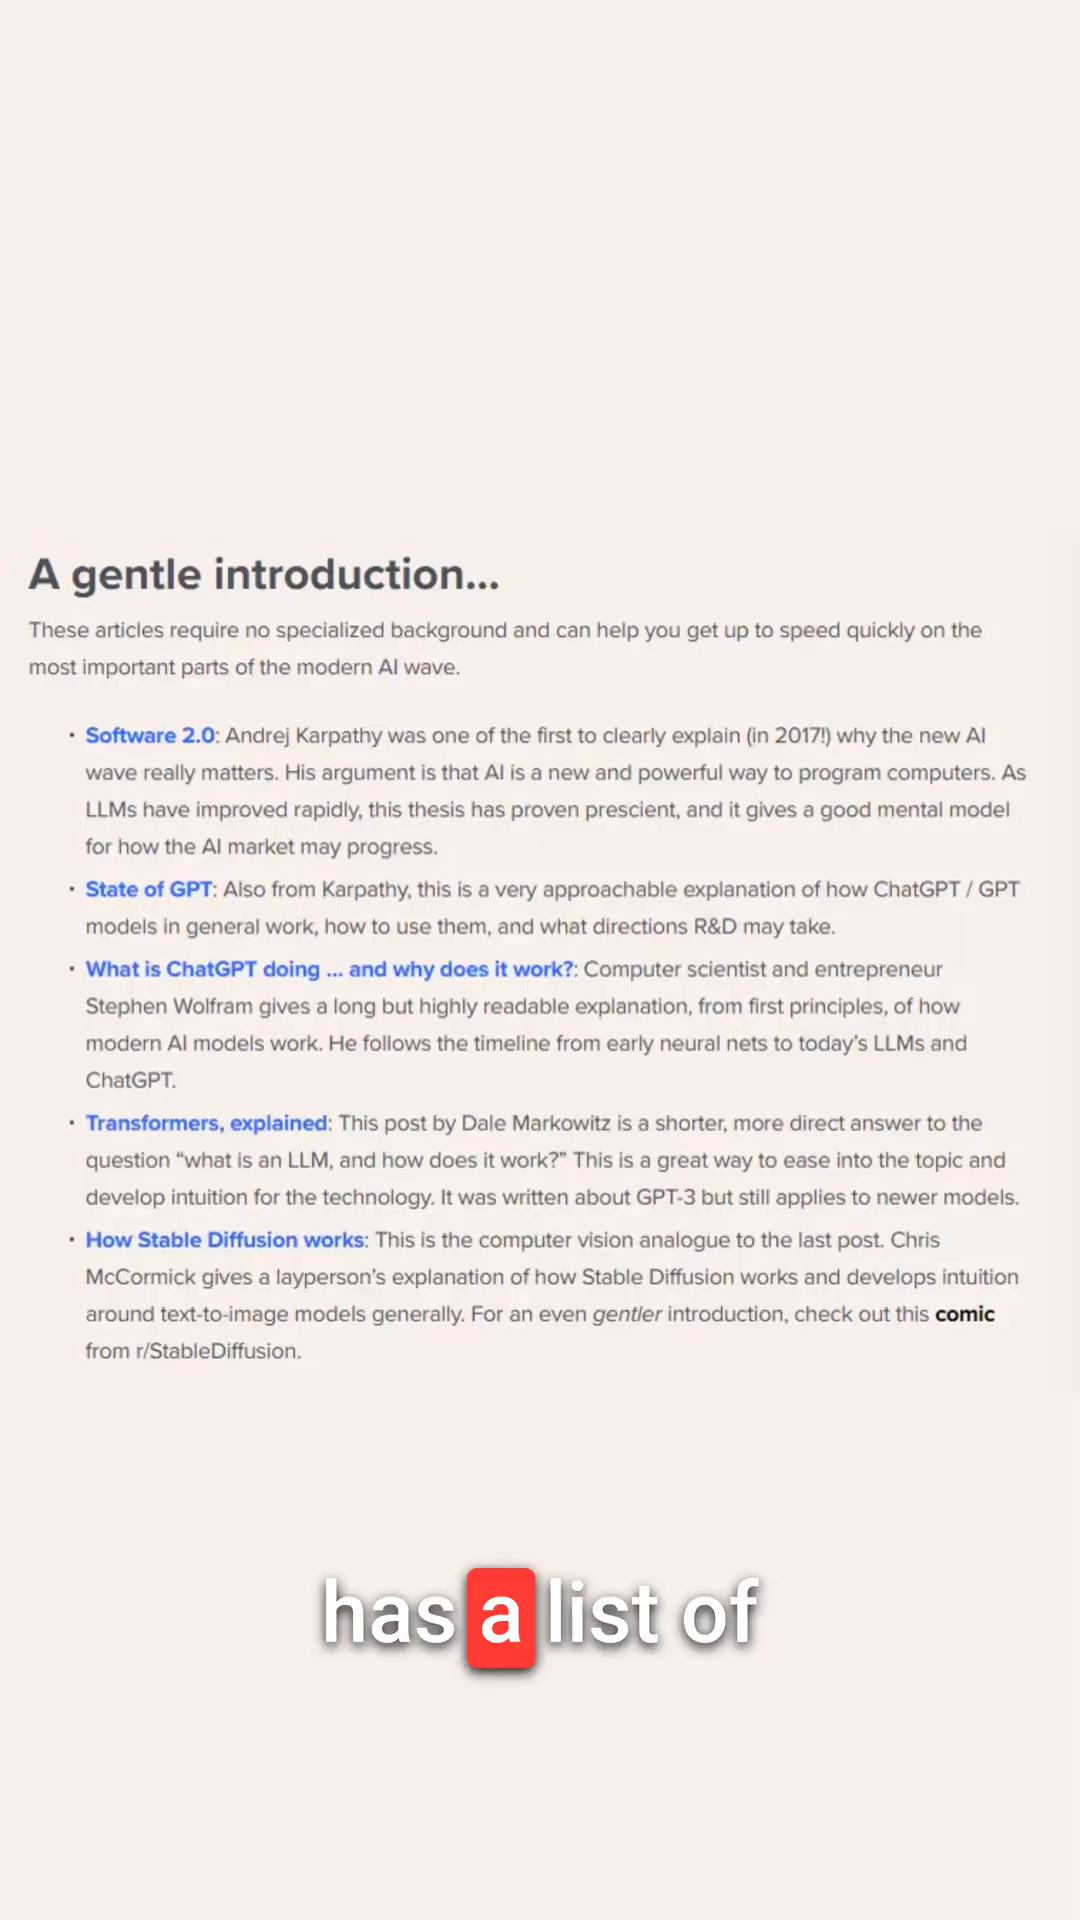 A gentle introduction...
These articles require no specialized background and can help you get up to speed quickly on the
most important parts of the modern AI wave.
• Software 2.0: Andrej Karpathy was one of the first to clearly explain (in 2017!) why the new AI
wave really matters. His argument is that AI is a new and powerful way to program computers. As
LLMs have improved rapidly, this thesis has proven prescient, and it gives a good mental model
for how the AI market may progress.
• State of GPT: Also from Karpathy, this is a very approachable explanation of how ChatGPT / GPT
models in general work, how to use them, and what directions R&D may take.
• What is ChatGPT doing ... and why does it work?: Computer scientist and entrepreneur
Stephen Wolfram gives a long but highly readable explanation, from first principles, of how
modern AI models work. He follows the timeline from early neural nets to today's LLMs and
ChatGPT.
• Transformers, explained: This post by Dale Markowitz is a shorter, more direct answer to the
question “what is an LLM, and how does it work?” This is a great way to ease into the topic and
develop intuition for the technology. It was written about GPT-3 but still applies to newer models.
• How Stable Diffusion works: This is the computer vision analogue to the last post. Chris
McCormick gives a layperson's explanation of how Stable Diffusion works and develops intuition
around text-to-image models generally. For an even gentler introduction, check out this comic
from r/StableDiffusion.
has a list of